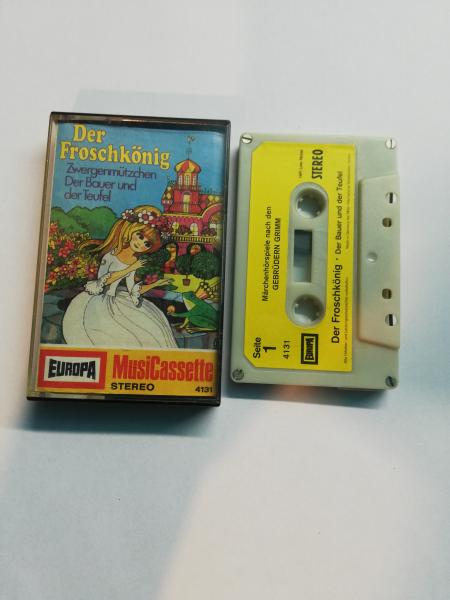 Der
Froschkönig
Zwergenmützchen
Der Bauer und
der Teufel
EUROPA
MusiCassette
STEREO
4131
Seite
1
4131
EUROPA
STEREO
Märchenhörspiele nach den
GEBRÜDERN GRIMM
Der Froschkönig · Der Bauer und der Teufel